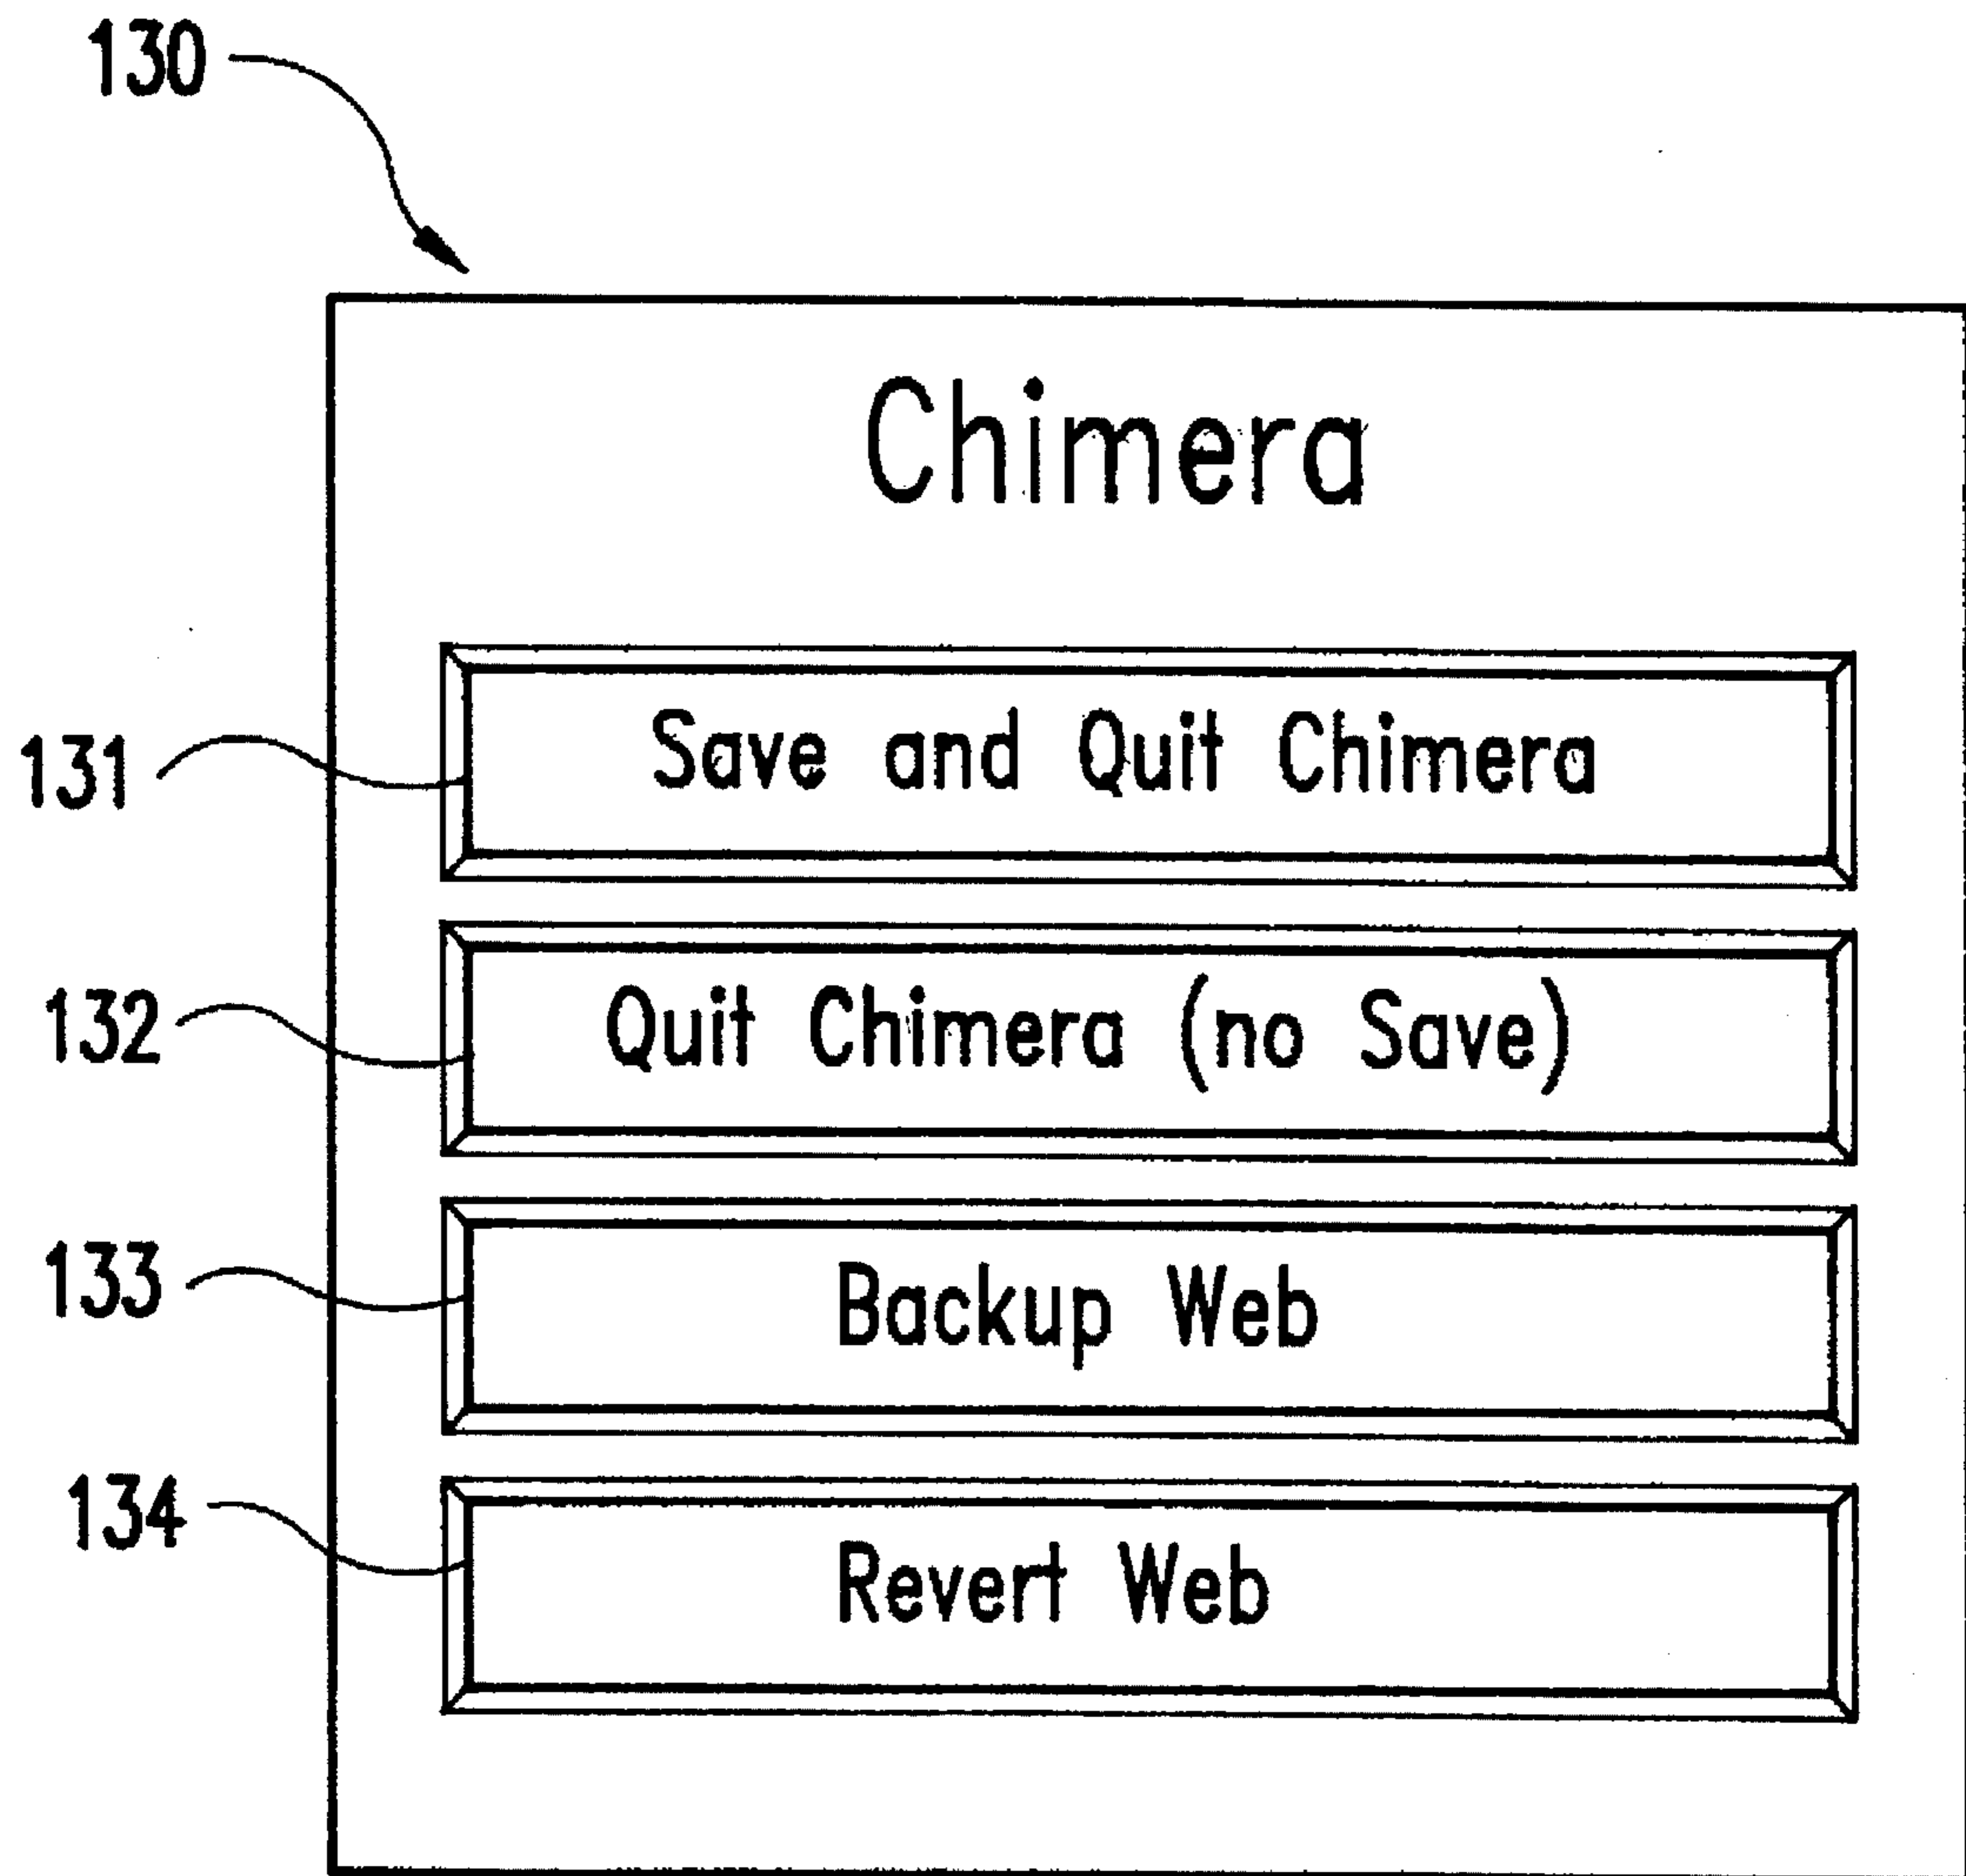 130
Chimera
131 Save and Quit Chimera
132 Quit Chimera (no Save)
133 Backup Web
134 Revert Web